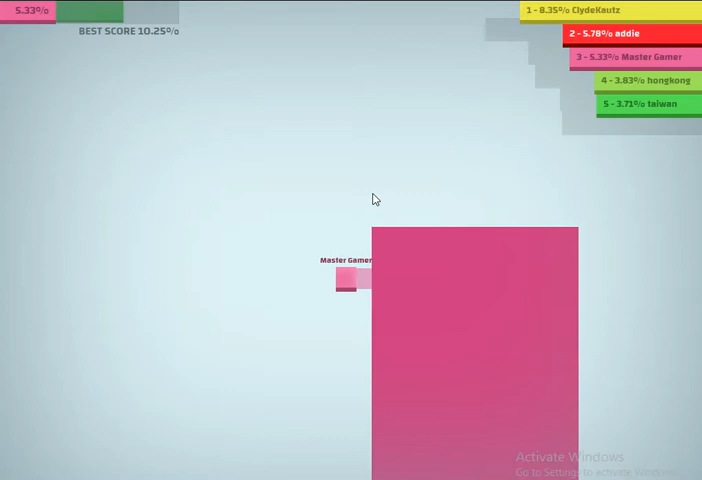 5.33%
BEST SCORE 10.25%
1 - 8.35% ClydeKautz
2 - 5.78% addie
3 - 5.33% Master Gamer
4 - 3.83% hongkong
5 - 3.71% taiwan
Master Gamer
Activate Windows
Go to Settings to activate Windows.